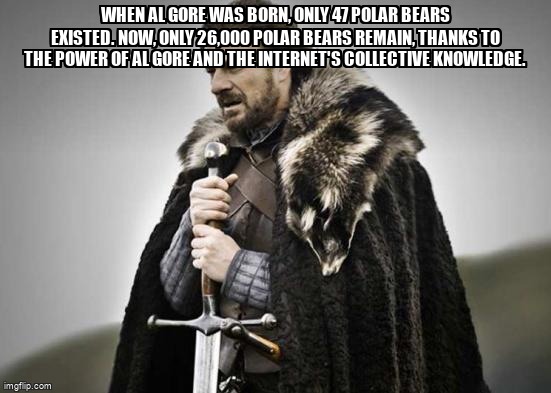 WHEN AL GORE WAS BORN, ONLY 47 POLAR BEARS
EXISTED. NOW, ONLY 26,000 POLAR BEARS REMAIN, THANKS TO
THE POWER OF AL GORE AND THE INTERNET'S COLLECTIVE KNOWLEDGE.
imgflip.com